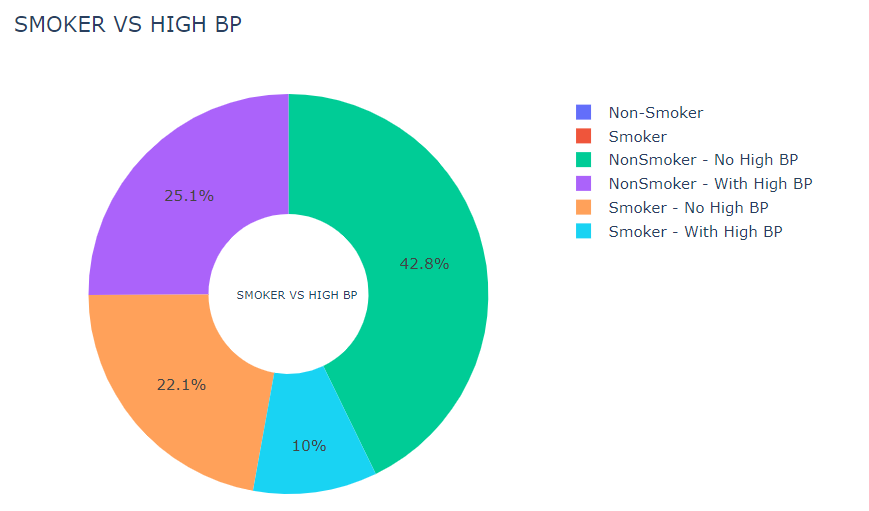 SMOKER VS HIGH BP
Non-Smoker
Smoker
NonSmoker - No High BP
NonSmoker - With High BP
Smoker - No High BP
Smoker - With High BP
25.1%
42.8%
SMOKER VS HIGH BP
22.1%
10%